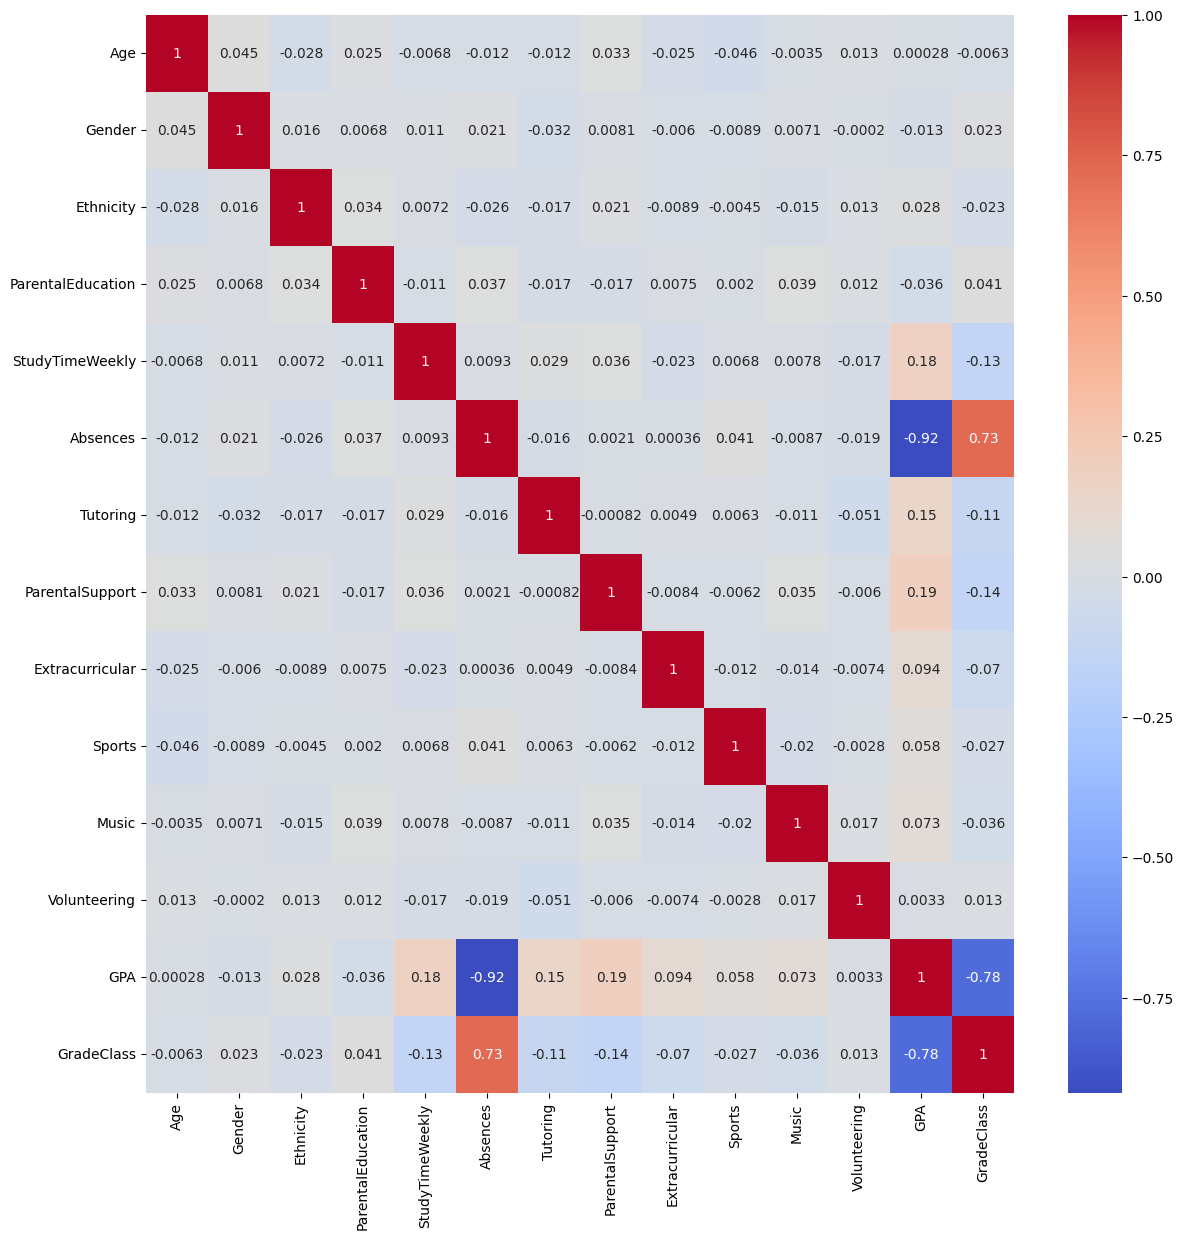 Age 1 0.045 -0.028 0.025 -0.0068 -0.012 -0.012 0.033 -0.025 -0.046 -0.0035 0.013 0.00028 -0.0063
Gender 0.045 1 0.016 0.0068 0.011 0.021 -0.032 0.0081 -0.006 -0.0089 0.0071 -0.0002 -0.013 0.023
Ethnicity -0.028 0.016 1 0.034 0.0072 -0.026 -0.017 0.021 -0.0089 -0.0045 -0.015 0.013 0.028 -0.023
ParentalEducation 0.025 0.0068 0.034 1 -0.011 0.037 -0.017 -0.017 0.0075 0.002 0.039 0.012 -0.036 0.041
StudyTimeWeekly -0.0068 0.011 0.0072 -0.011 1 0.0093 0.029 0.036 -0.023 0.0068 0.0078 -0.017 0.18 -0.13
Absences -0.012 0.021 -0.026 0.037 0.0093 1 -0.016 0.0021 0.00036 0.041 -0.0087 -0.019 -0.92 0.73
Tutoring -0.012 -0.032 -0.017 -0.017 0.029 -0.016 1 -0.00082 0.0049 0.0063 -0.011 -0.051 0.15 -0.11
ParentalSupport 0.033 0.0081 0.021 -0.017 0.036 0.0021 -0.00082 1 -0.0084 -0.0062 0.035 -0.006 0.19 -0.14
Extracurricular -0.025 -0.006 -0.0089 0.0075 -0.023 0.00036 0.0049 -0.0084 1 -0.012 -0.014 -0.0074 0.094 -0.07
Sports -0.046 -0.0089 -0.0045 0.002 0.0068 0.041 0.0063 -0.0062 -0.012 1 -0.02 -0.0028 0.058 -0.027
Music -0.0035 0.0071 -0.015 0.039 0.0078 -0.0087 -0.011 0.035 -0.014 -0.02 1 0.017 0.073 -0.036
Volunteering 0.013 -0.0002 0.013 0.012 -0.017 -0.019 -0.051 -0.006 -0.0074 -0.0028 0.017 1 0.0033 0.013
GPA 0.00028 -0.013 0.028 -0.036 0.18 -0.92 0.15 0.19 0.094 0.058 0.073 0.0033 1 -0.78
GradeClass -0.0063 0.023 -0.023 0.041 -0.13 0.73 -0.11 -0.14 -0.07 -0.027 -0.036 0.013 -0.78 1
Age
Gender
Ethnicity
ParentalEducation
StudyTimeWeekly
Absences
Tutoring
ParentalSupport
Extracurricular
Sports
Music
Volunteering
GPA
GradeClass
1.00
0.75
0.50
0.25
0.00
−0.25
−0.50
−0.75